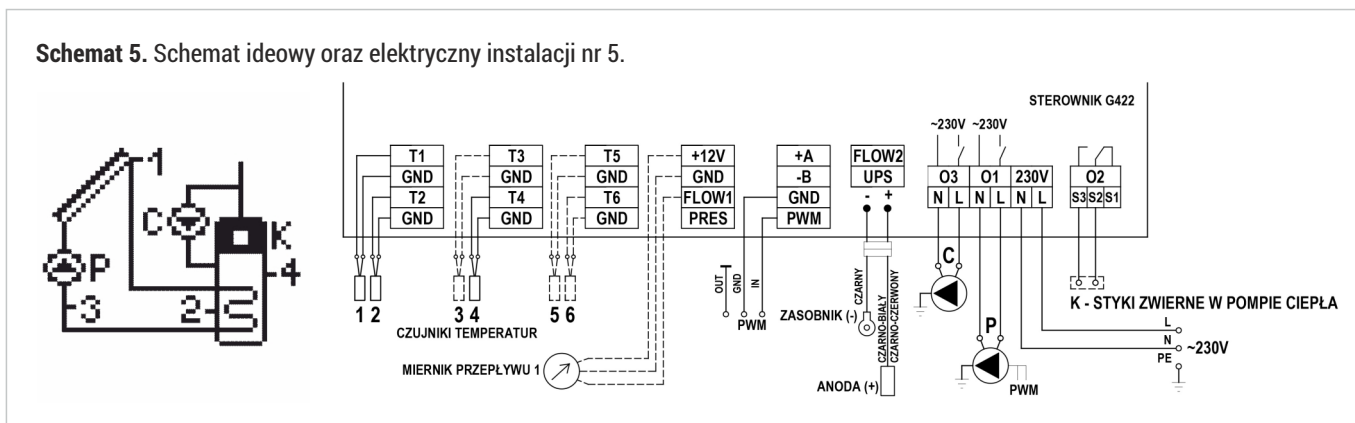 Schemat 5. Schemat ideowy oraz elektryczny instalacji nr 5.
1
C
K
P
4
3
2
STEROWNIK G422
~230V ~230V
T1
GND
T2
GND
T3
GND
T4
GND
T5
GND
T6
GND
+12V
GND
FLOW1
PRES
+A
-B
GND
PWM
FLOW2
UPS
- +
O3 O1 230V
N L N L N L
O2
S3 S2 S1
1 2 3 4 5 6
CZUJNIKI TEMPERATUR
MIERNIK PRZEPŁYWU 1
OUT
GND
IN
PWM
CZARNY
ZASOBNIK (-)
CZARNO-BIAŁY
CZARNO-CZERWONY
ANODA (+)
C
P
PWM
K - STYKI ZWIERNE W POMPIE CIEPŁA
L
N
PE
~230V